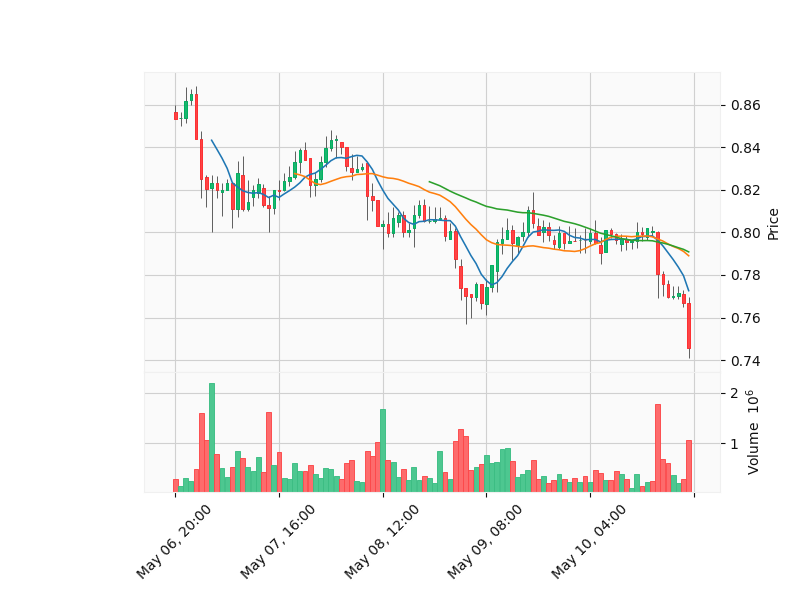 0.86
0.84
0.82
0.80
0.78
0.76
0.74
Price
2
1
Volume 10^6
May 06, 20:00
May 07, 16:00
May 08, 12:00
May 09, 08:00
May 10, 04:00